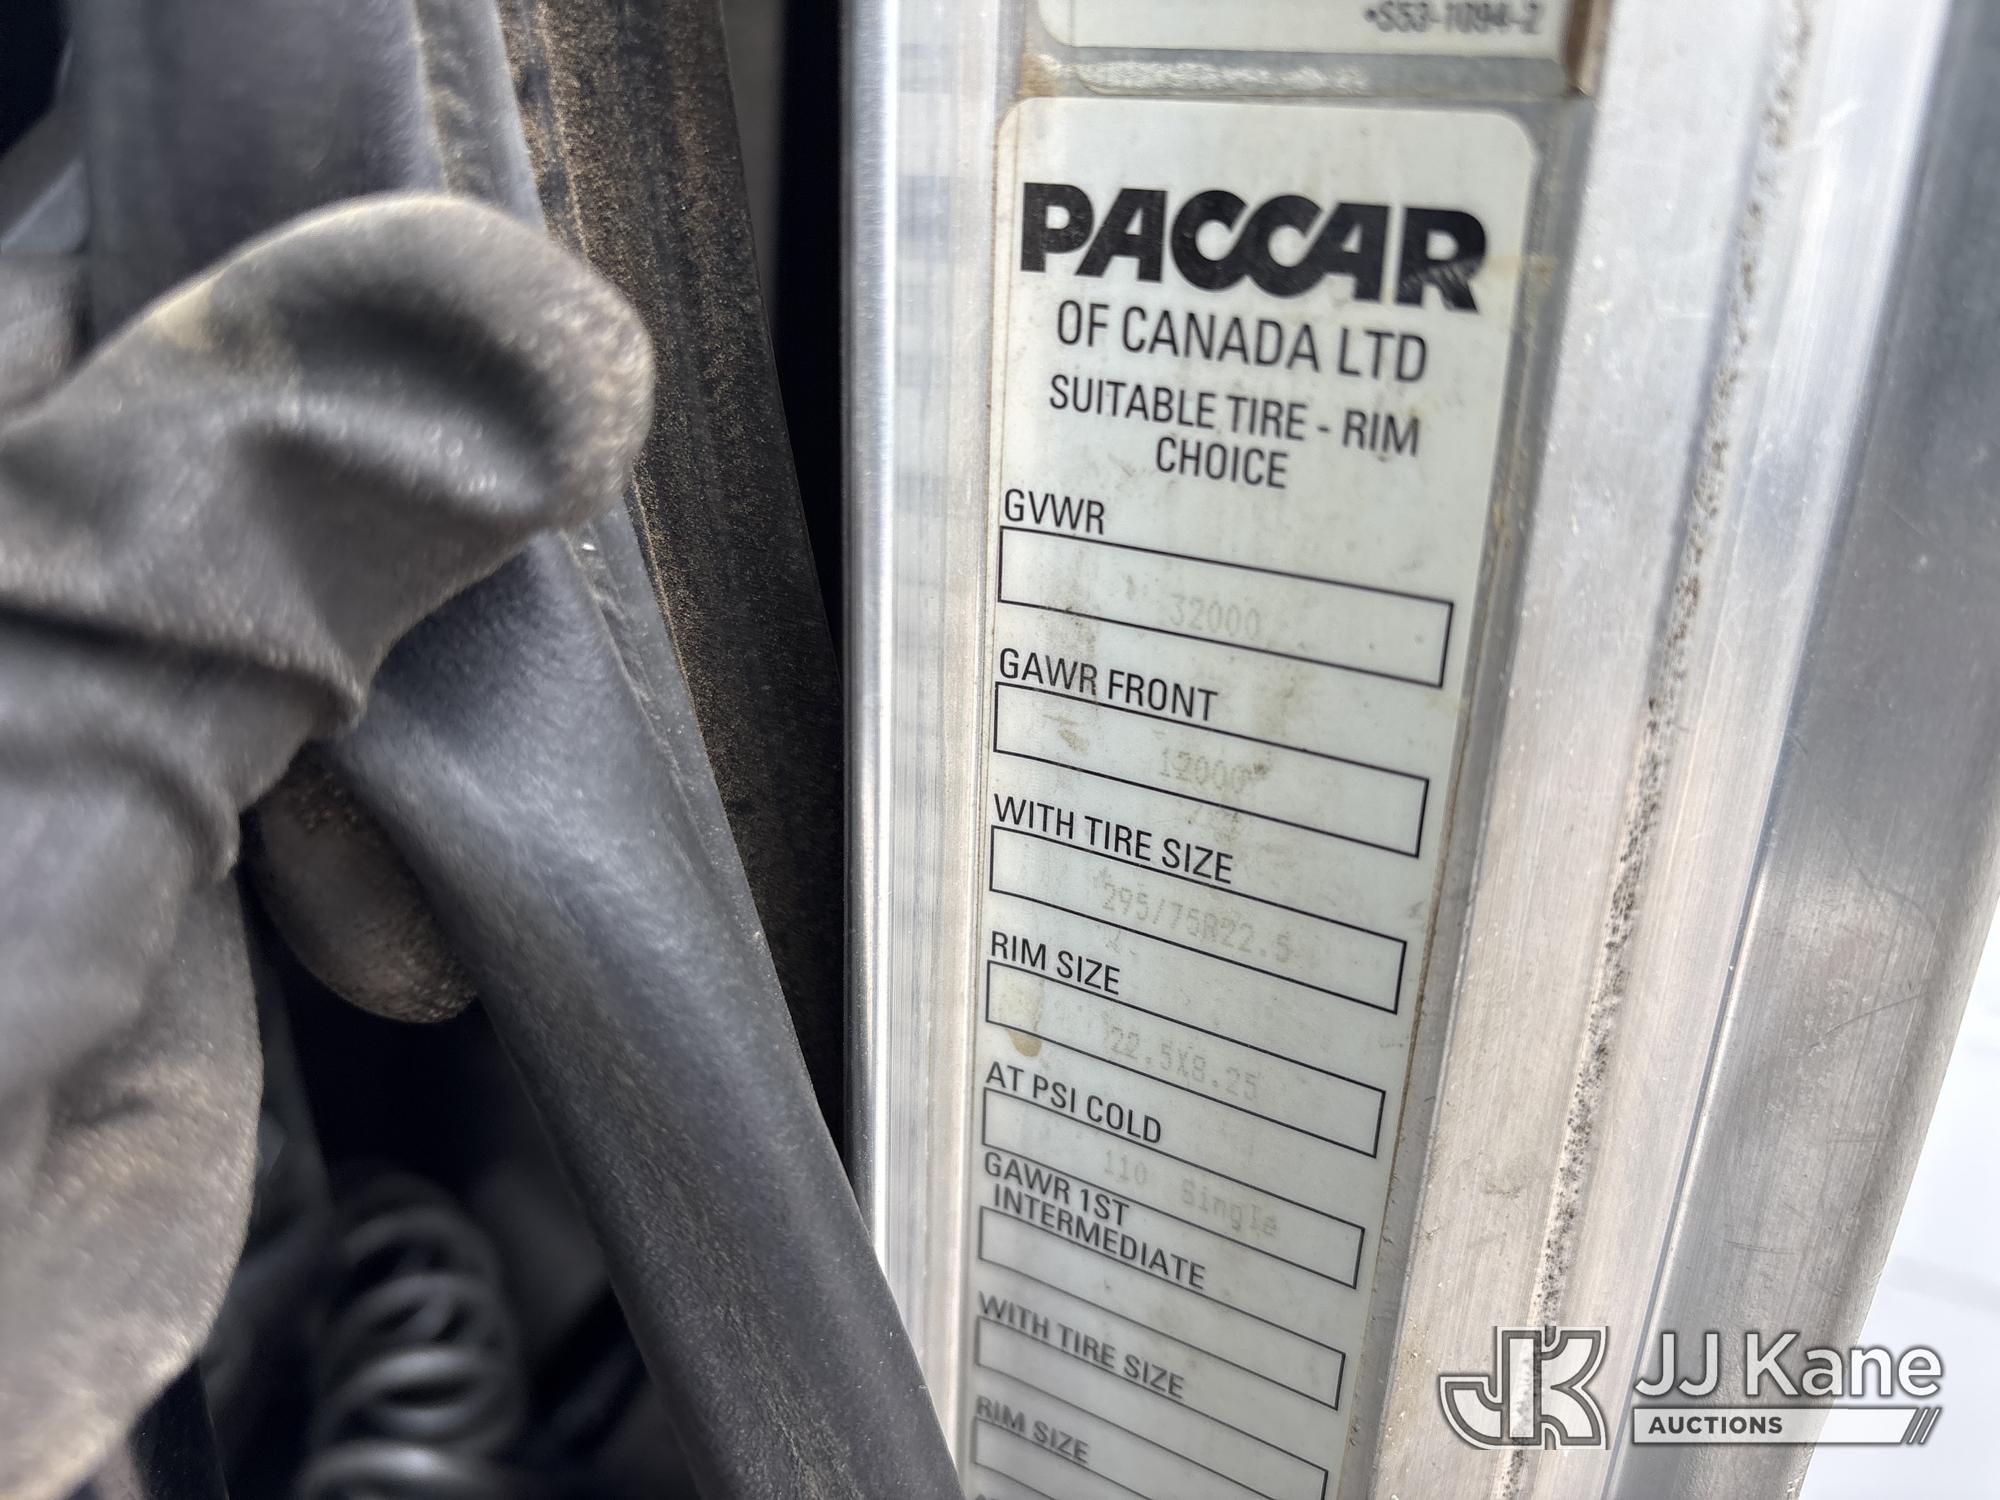 •S53-1094-2
PACCAR
OF CANADA LTD
SUITABLE TIRE - RIM
CHOICE
GVWR
32000
GAWR FRONT
12000
WITH TIRE SIZE
295/75R22.5
RIM SIZE
22.5X8.25
AT PSI COLD
110 Single
GAWR 1ST
INTERMEDIATE
WITH TIRE SIZE
RIM SIZE
JJ Kane
AUCTIONS